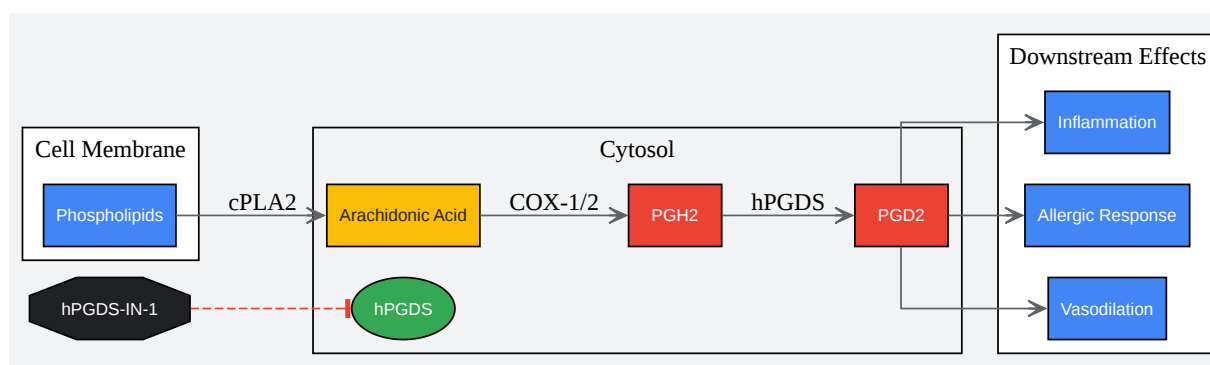 Downstream Effects
Inflammation
Cell Membrane
Cytosol
Phospholipids
cPLA2
Arachidonic Acid
COX-1/2
PGH2
hPGDS
PGD2
Allergic Response
hPGDS-IN-1
hPGDS
Vasodilation